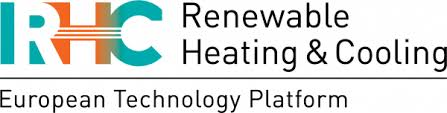 RHC Renewable
Heating & Cooling
European Technology Platform